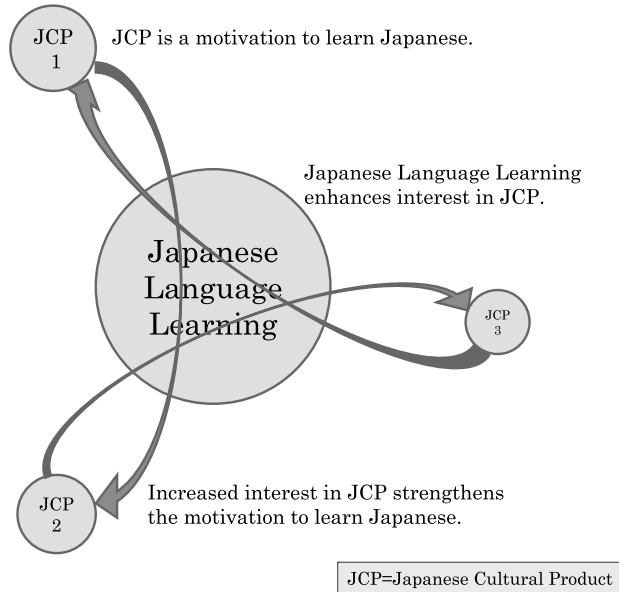 JCP
1
JCP is a motivation to learn Japanese.
Japanese Language Learning
enhances interest in JCP.
Japanese
Language
Learning
JCP
3
JCP
2
Increased interest in JCP strengthens
the motivation to learn Japanese.
JCP=Japanese Cultural Product